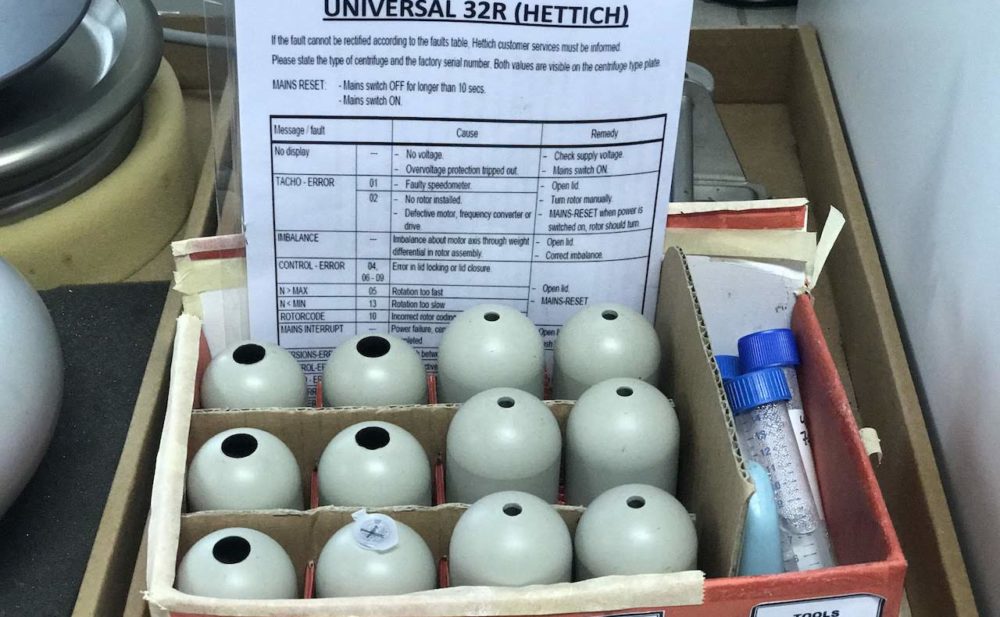 UNIVERSAL 32R (HETTICH)
If the fault cannot be rectified according to the faults table, Hettich customer services must be informed.
Please state the type of centrifuge and the factory serial number. Both values are visible on the centrifuge type plate.
MAINS RESET: - Mains switch OFF for longer than 10 secs.
- Mains switch ON.
Message / fault Cause Remedy
No display --- - No voltage. - Check supply voltage.
- Overvoltage protection tripped out. - Mains switch ON.
TACHO - ERROR 01 - Faulty speedometer. - Open lid.
02 - No rotor installed. - Turn rotor manually.
- Defective motor, frequency converter or - MAINS-RESET when power is
drive. switched on, rotor should turn.
IMBALANCE --- Imbalance about motor axis through weight - Open lid.
differential in rotor assembly. - Correct imbalance.
CONTROL - ERROR 04, Error in lid locking or lid closure.
06 - 09 - Open lid.
N > MAX 05 Rotation too fast - MAINS-RESET
N < MIN 13 Rotation too slow
ROTORCODE 10 Incorrect rotor coding
MAINS INTERRUPT --- Power failure,
TOOLS